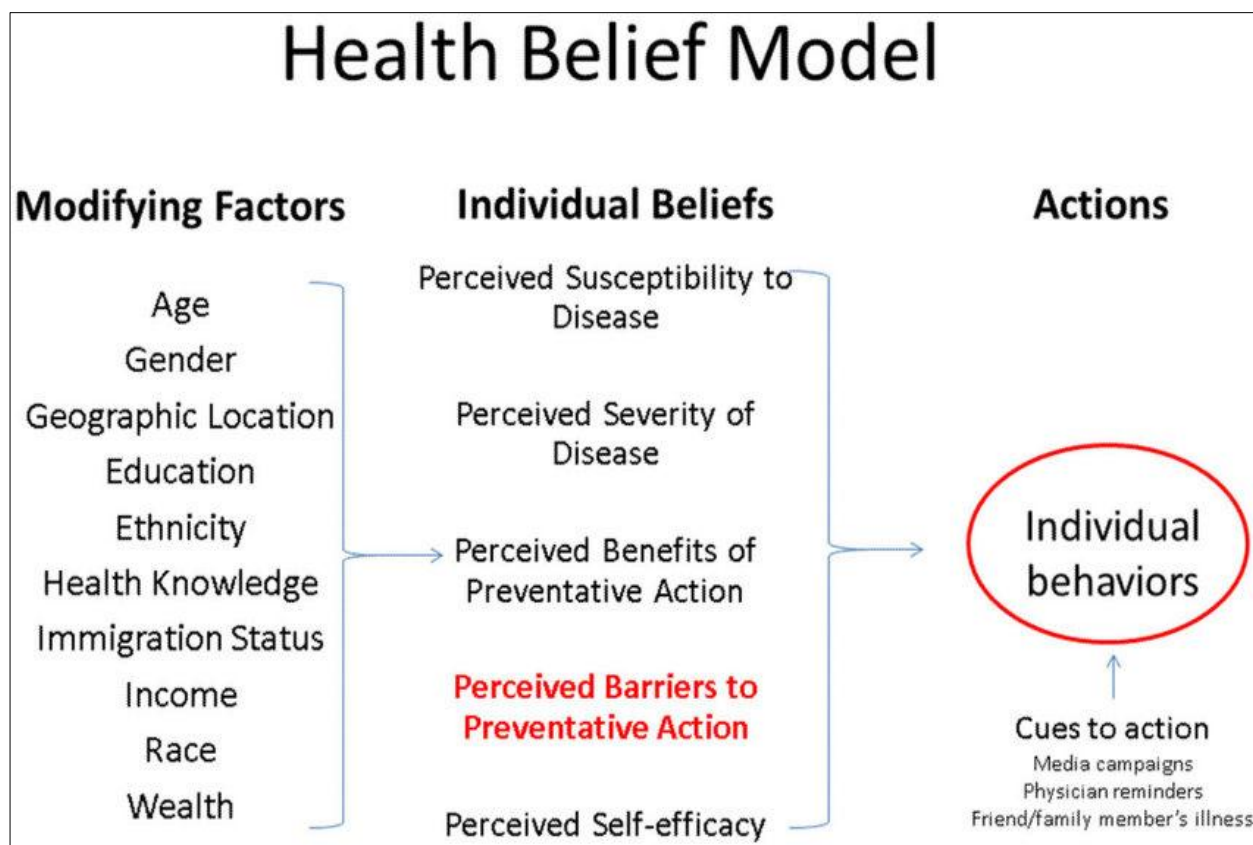 Health Belief Model
Modifying Factors
Age
Gender
Geographic Location
Education
Ethnicity
Health Knowledge
Immigration Status
Income
Race
Wealth
Individual Beliefs
Perceived Susceptibility to
Disease
Perceived Severity of
Disease
Perceived Benefits of
Preventative Action
Perceived Barriers to
Preventative Action
Perceived Self-efficacy
Actions
Individual
behaviors
Cues to action
Media campaigns
Physician reminders
Friend/family member's illness